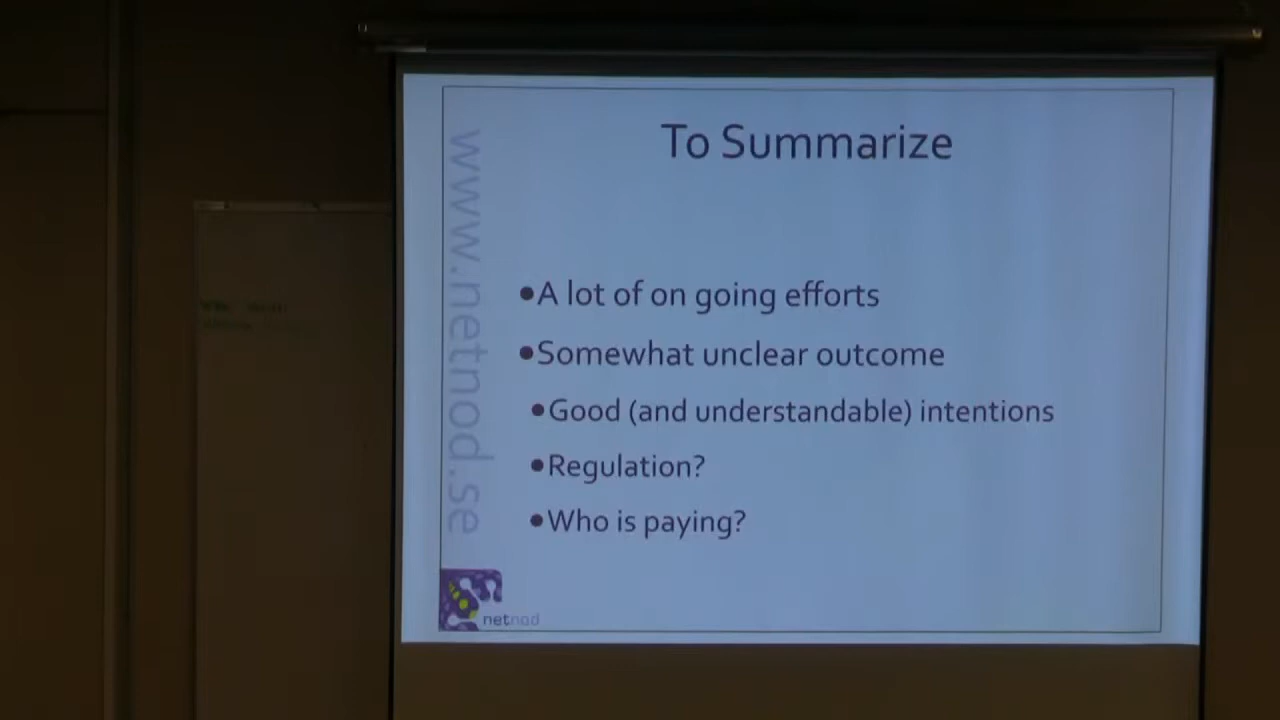 To Summarize
•A lot of on going efforts
•Somewhat unclear outcome
•Good (and understandable) intentions
•Regulation?
•Who is paying?
www.netnod.se
netnod